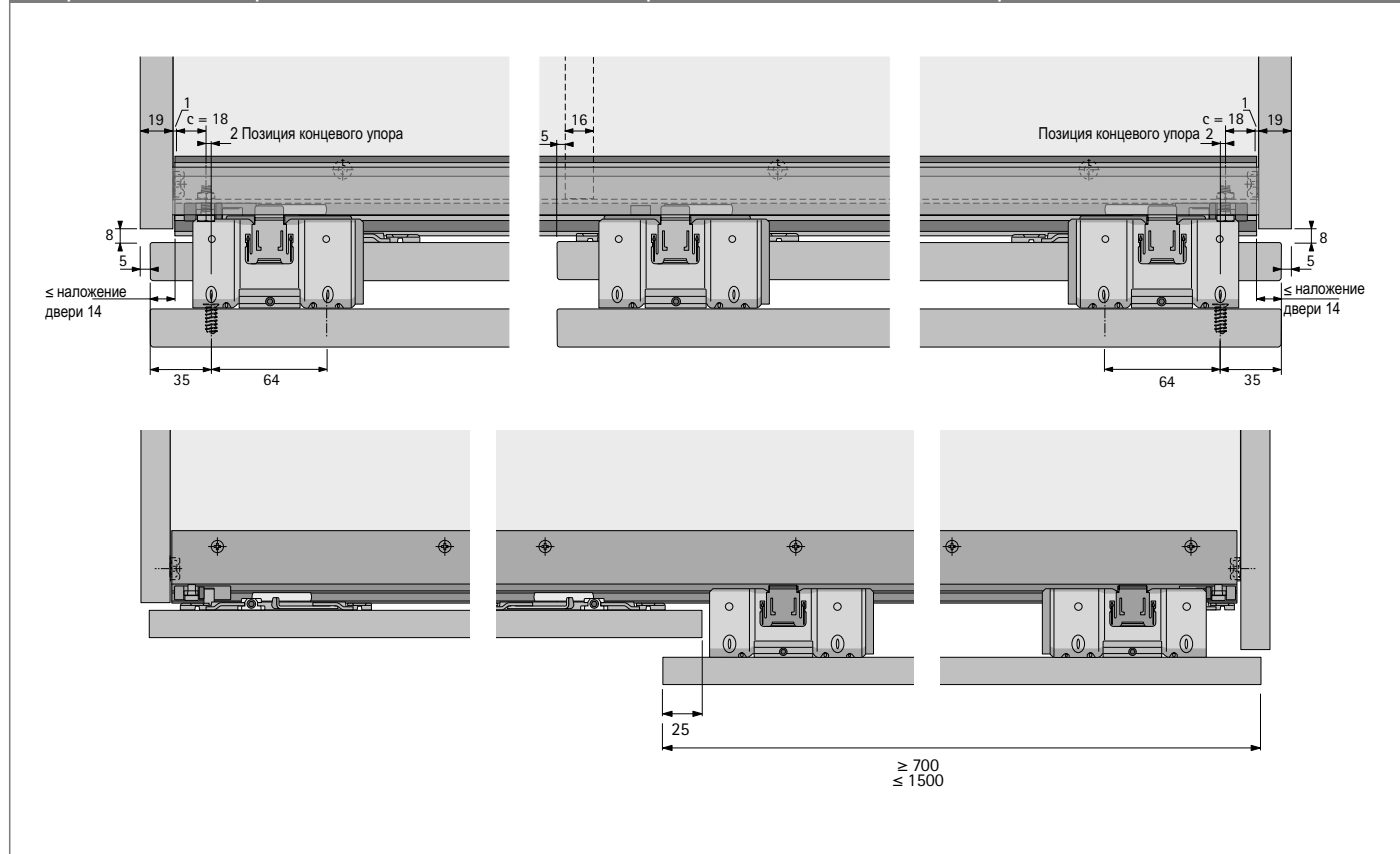 1
c = 18
19
2 Позиция концевого упора
16
5
1
c = 18
19
Позиция концевого упора 2
8
5
≤ наложение
двери 14
8
5
≤ наложение
двери 14
35
64
64
35
25
≥ 700
≤ 1500